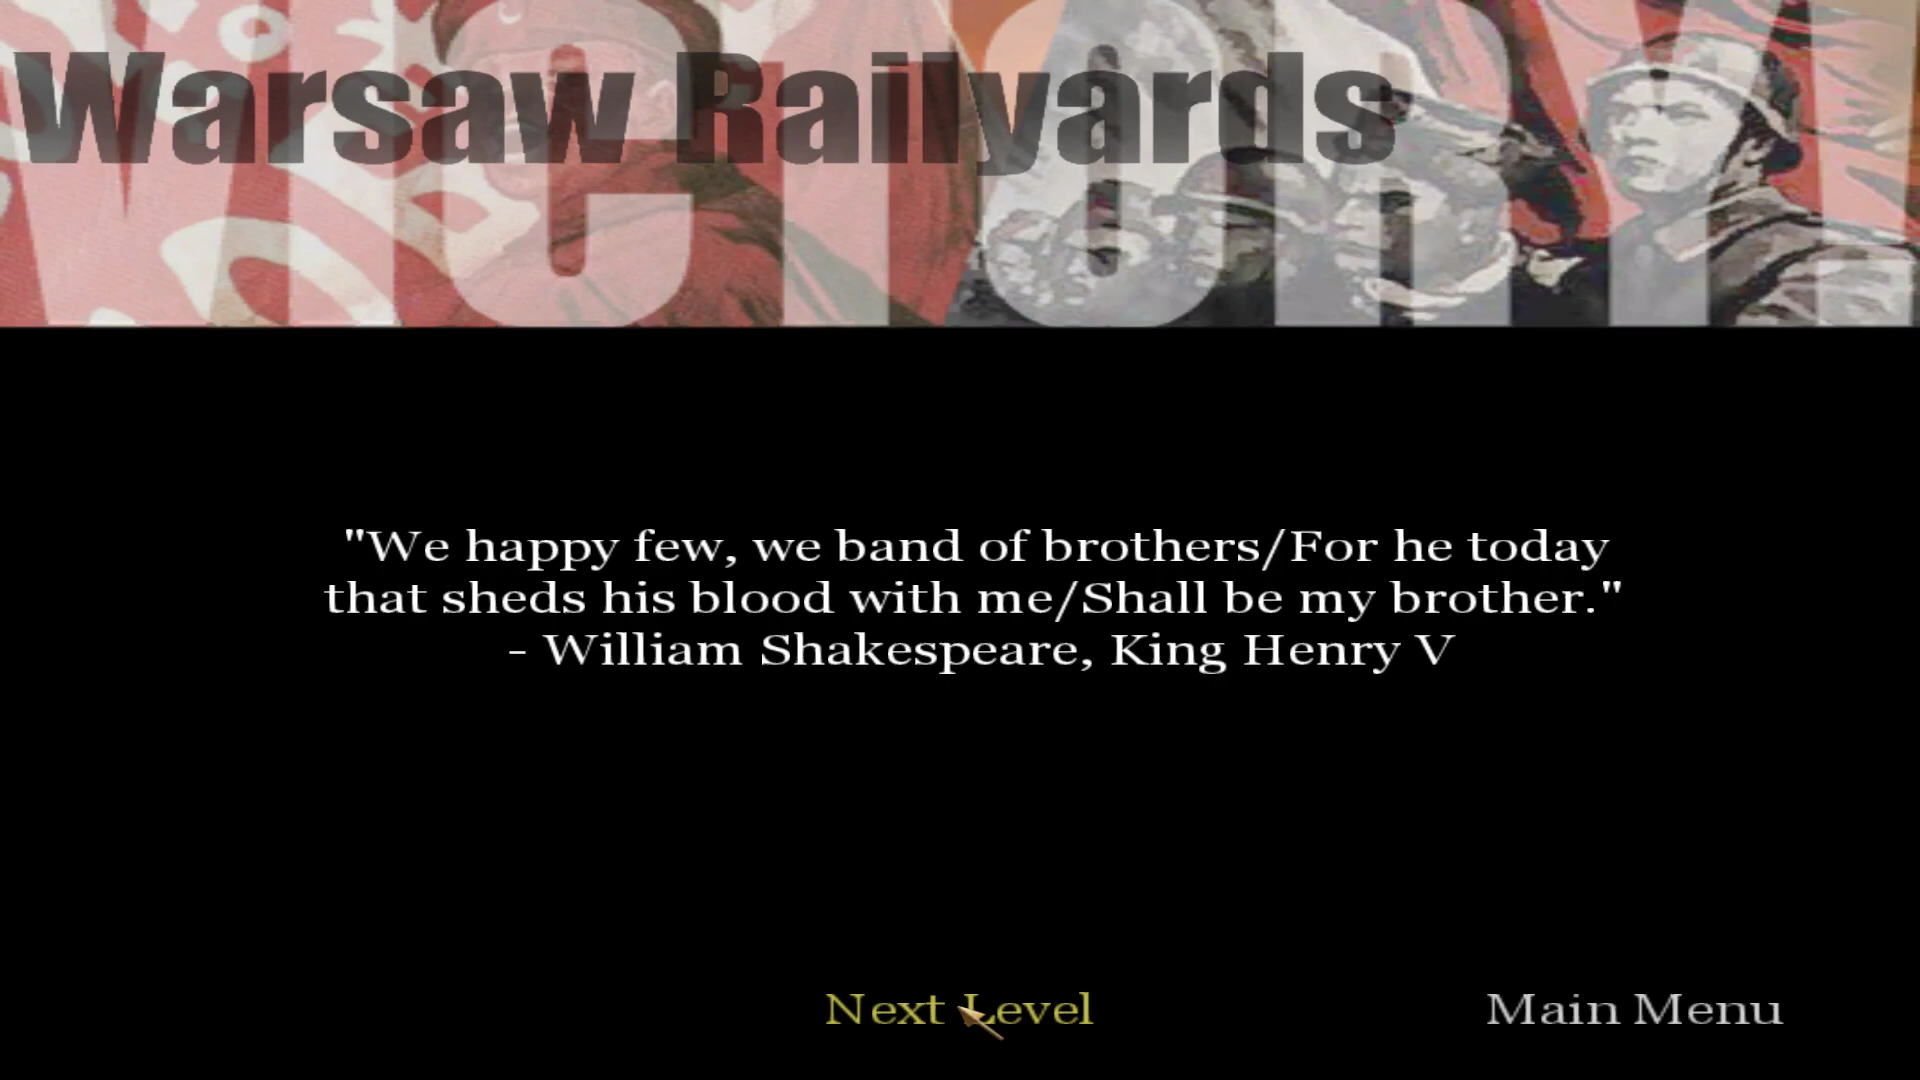 VICTORY!
Warsaw Railyards
"We happy few, we band of brothers/For he today
that sheds his blood with me/Shall be my brother."
- William Shakespeare, King Henry V
Next Level
Main Menu